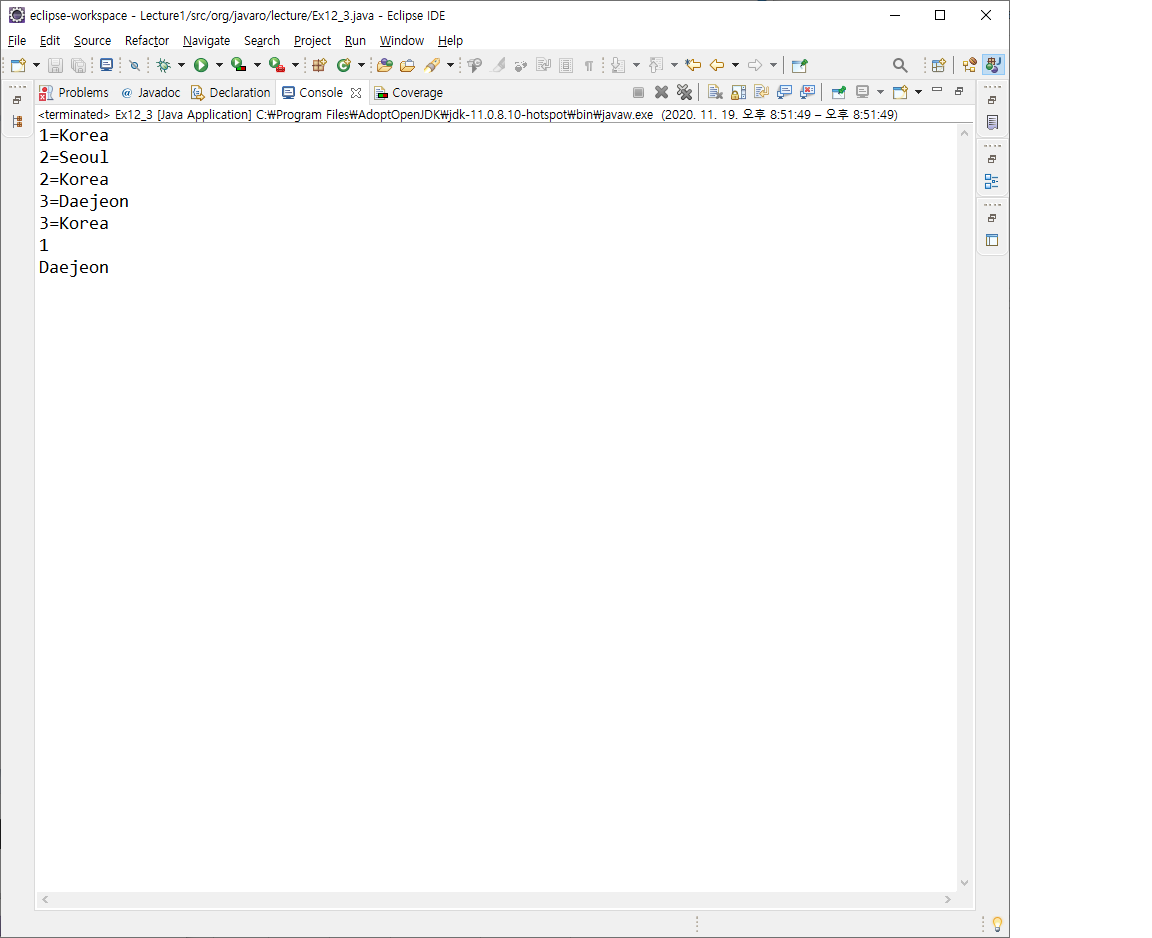 eclipse-workspace - Lecture1/src/org/javaro/lecture/Ex12_3.java - Eclipse IDE
File Edit Source Refactor Navigate Search Project Run Window Help
Problems @ Javadoc Declaration Console Coverage
<terminated> Ex12_3 [Java Application] C:₩Program Files₩AdoptOpenJDK₩jdk-11.0.8.10-hotspot₩bin₩javaw.exe (2020. 11. 19. 오후 8:51:49 – 오후 8:51:49)
1=Korea
2=Seoul
2=Korea
3=Daejeon
3=Korea
1
Daejeon